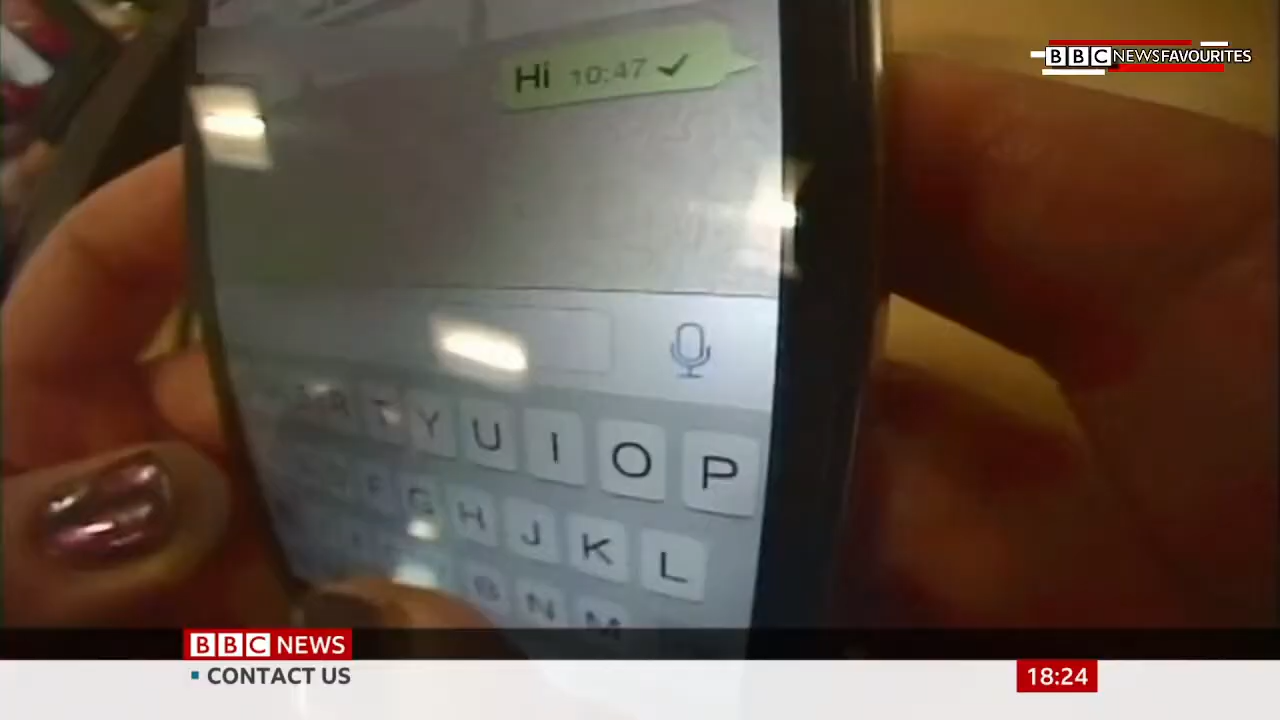 BBC NEWSFAVOURITES
Hi 10:47
R T Y U I O P
F G H J K L
B N M
BBC NEWS
CONTACT US
18:24